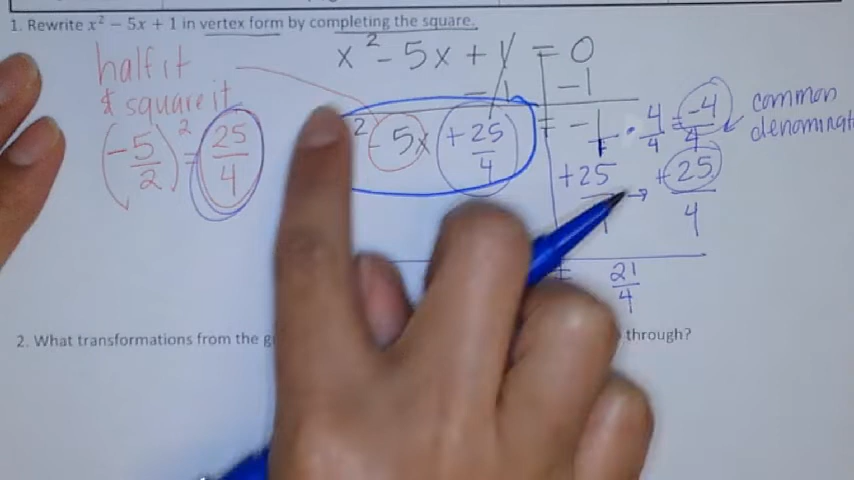 1. Rewrite x² − 5x + 1 in vertex form by completing the square.
x² - 5x + 1 = 0
half it
- 1 - 1
& square it
(-5/2)² = 25/4
² - 5x + 25/4 = -1/1 · 4/4 = -4/4
common
denominat
+ 25 → + 25/4
= 21/4
2. What transformations from the g through?